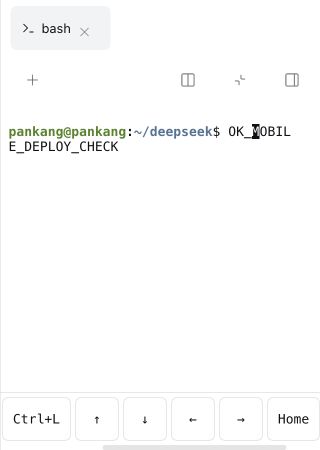 bash
pankang@pankang:~/deepseek$ OK_MOBIL
E_DEPLOY_CHECK
Ctrl+L ↑ ↓ ← → Home